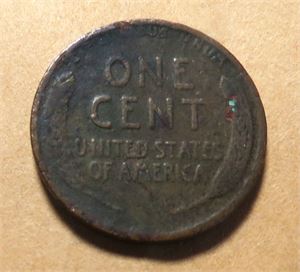 ONE
CENT
UNITED STATES
OF AMERICA